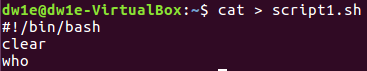 dw1e@dw1e-VirtualBox:~$ cat > script1.sh
#!/bin/bash
clear
who